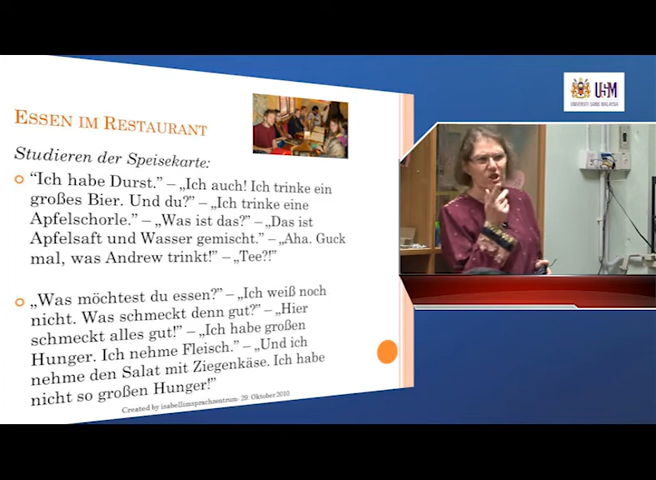 USM
UNIVERSITI SAINS MALAYSIA
ESSEN IM RESTAURANT
Studieren der Speisekarte:
"Ich habe Durst." – „Ich auch! Ich trinke ein
großes Bier. Und du?" – „Ich trinke eine
Apfelschorle." – „Was ist das?" – „Das ist
Apfelsaft und Wasser gemischt." – „Aha. Guck
mal, was Andrew trinkt!" – „Tee?!"
„Was möchtest du essen?" – „Ich weiß noch
nicht. Was schmeckt denn gut?" – „Hier
schmeckt alles gut!" – „Ich habe großen
Hunger. Ich nehme Fleisch." – „Und ich
nehme den Salat mit Ziegenkäse. Ich habe
nicht so großen Hunger!"
Created by isabellimsprachzentrum- 29. Oktober 2010